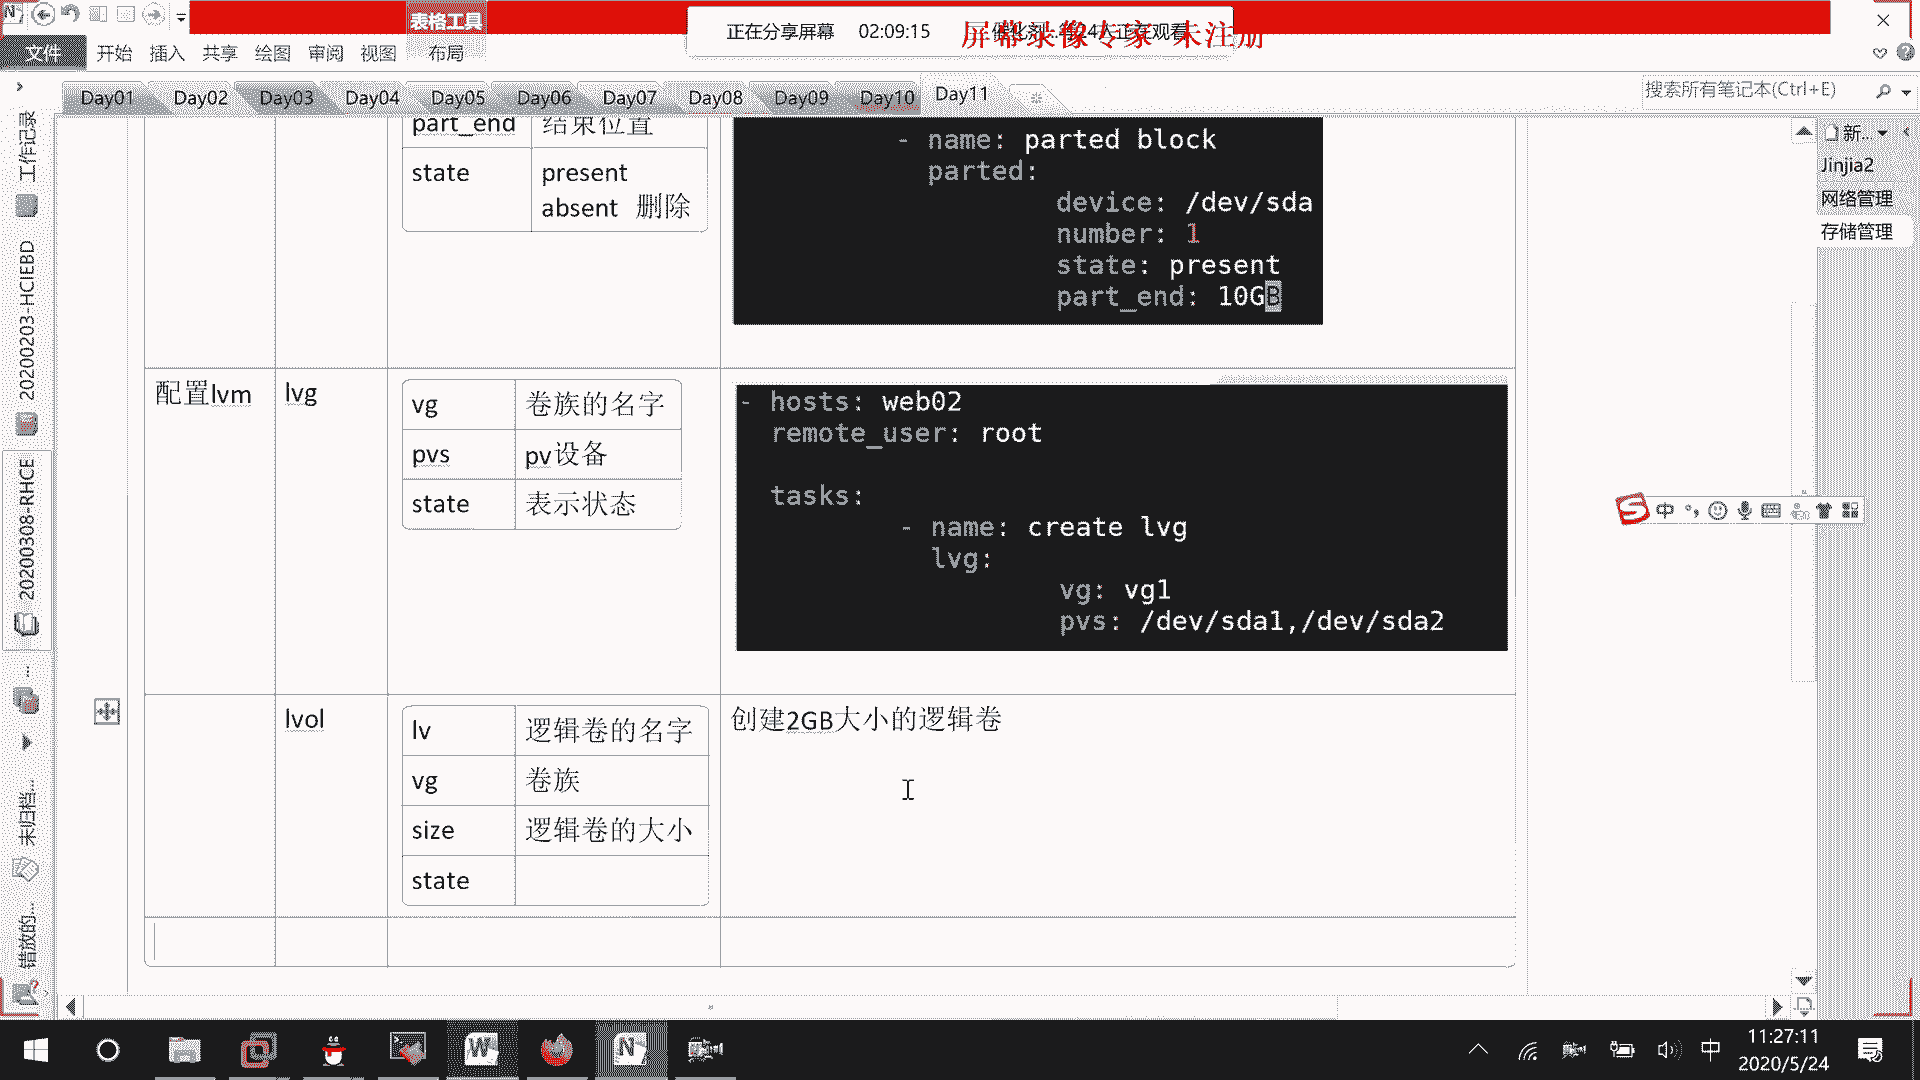 表格工具
正在分享屏幕 02:09:15
屏幕录像专家 未注册
文件 开始 插入 共享 绘图 审阅 视图 布局
Day01 Day02 Day03 Day04 Day05 Day06 Day07 Day08 Day09 Day10 Day11
搜索所有笔记本(Ctrl+E)
工作记录
20200203-HCIEBD
20200308-RHCE
...
未归档...
错放的...
新...
Jinjia2
网络管理
存储管理
part_end 结束位置
state present
absent 删除
- name: parted block
parted:
device: /dev/sda
number: 1
state: present
part_end: 10GB
配置lvm lvg
vg 卷族的名字
pvs pv设备
state 表示状态
- hosts: web02
remote_user: root
tasks:
- name: create lvg
lvg:
vg: vg1
pvs: /dev/sda1,/dev/sda2
lvol
lv 逻辑卷的名字
vg 卷族
size 逻辑卷的大小
state
创建2GB大小的逻辑卷
中
中
11:27:11
2020/5/24